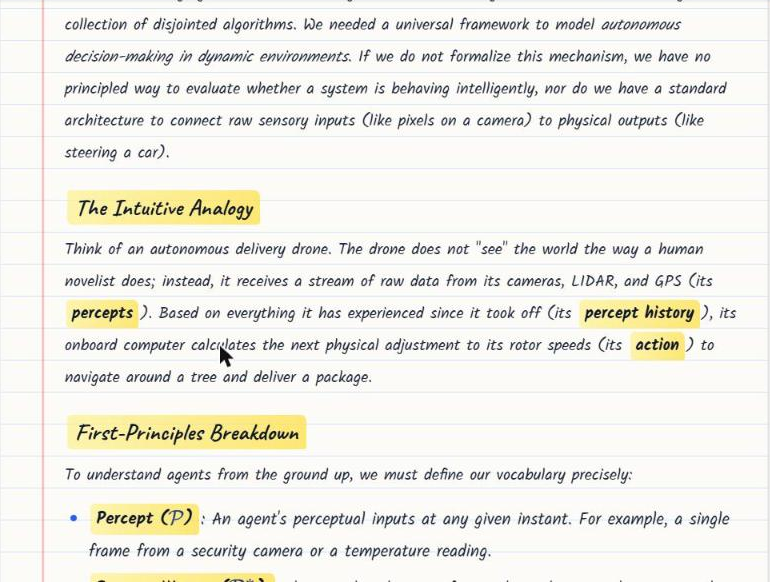 collection of disjointed algorithms. We needed a universal framework to model autonomous
decision-making in dynamic environments. If we do not formalize this mechanism, we have no
principled way to evaluate whether a system is behaving intelligently, nor do we have a standard
architecture to connect raw sensory inputs (like pixels on a camera) to physical outputs (like
steering a car).
The Intuitive Analogy
Think of an autonomous delivery drone. The drone does not "see" the world the way a human
novelist does; instead, it receives a stream of raw data from its cameras, LIDAR, and GPS (its
percepts ). Based on everything it has experienced since it took off (its percept history ), its
onboard computer calculates the next physical adjustment to its rotor speeds (its action ) to
navigate around a tree and deliver a package.
First-Principles Breakdown
To understand agents from the ground up, we must define our vocabulary precisely:
• Percept (P) : An agent's perceptual inputs at any given instant. For example, a single
frame from a security camera or a temperature reading.